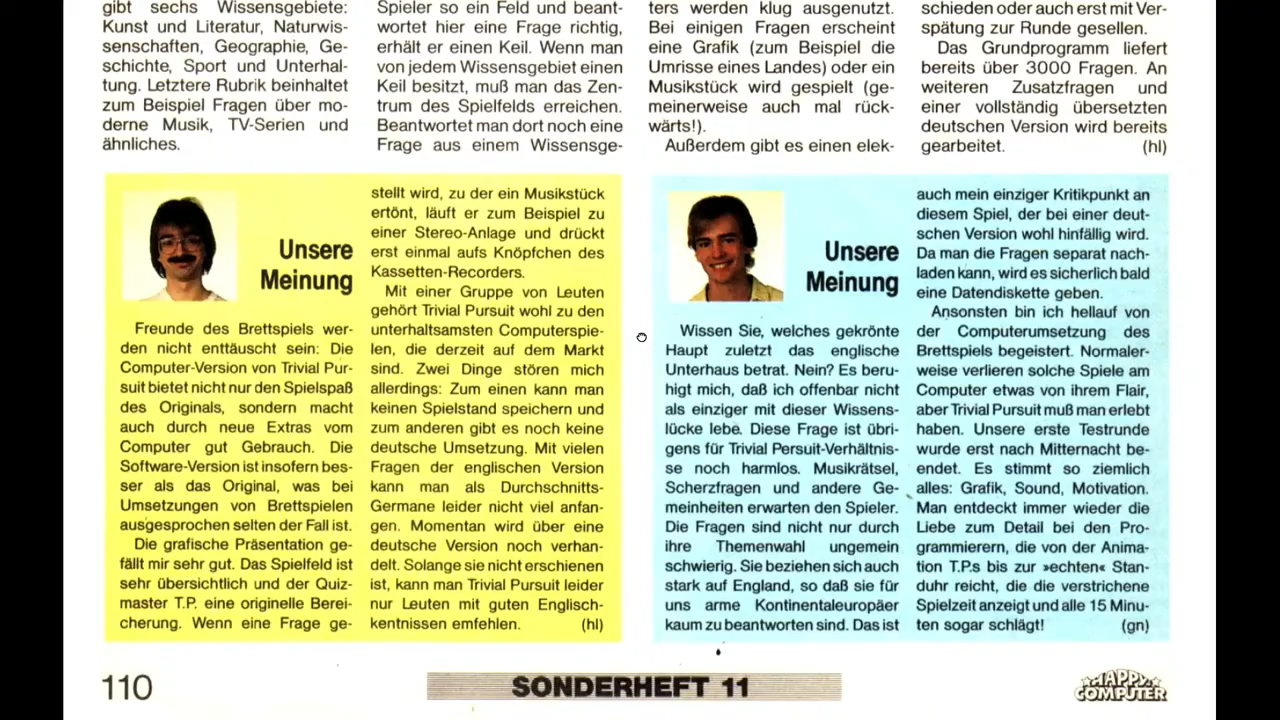 gibt sechs Wissensgebiete:
Kunst und Literatur, Naturwis-
senschaften, Geographie, Ge-
schichte, Sport und Unterhal-
tung. Letztere Rubrik beinhaltet
zum Beispiel Fragen über mo-
derne Musik, TV-Serien und
ähnliches.
Spieler so ein Feld und beant-
wortet hier eine Frage richtig,
erhält er einen Keil. Wenn man
von jedem Wissensgebiet einen
Keil besitzt, muß man das Zen-
trum des Spielfelds erreichen.
Beantwortet man dort noch eine
Frage aus einem Wissensge-
ters werden klug ausgenutzt.
Bei einigen Fragen erscheint
eine Grafik (zum Beispiel die
Umrisse eines Landes) oder ein
Musikstück wird gespielt (ge-
meinerweise auch mal rück-
wärts!).
Außerdem gibt es einen elek-
schieden oder auch erst mit Ver-
spätung zur Runde gesellen.
Das Grundprogramm liefert
bereits über 3000 Fragen. An
weiteren Zusatzfragen und
einer vollständig übersetzten
deutschen Version wird bereits
gearbeitet. (hl)
Unsere
Meinung
Freunde des Brettspiels wer-
den nicht enttäuscht sein: Die
Computer-Version von Trivial Pur-
suit bietet nicht nur den Spielspaß
des Originals, sondern macht
auch durch neue Extras vom
Computer gut Gebrauch. Die
Software-Version ist insofern bes-
ser als das Original, was bei
Umsetzungen von Brettspielen
ausgesprochen selten der Fall ist.
Die grafische Präsentation ge-
fällt mir sehr gut. Das Spielfeld ist
sehr übersichtlich und der Quiz-
master T.P. eine originelle Berei-
cherung. Wenn eine Frage ge-
stellt wird, zu der ein Musikstück
ertönt, läuft er zum Beispiel zu
einer Stereo-Anlage und drückt
erst einmal aufs Knöpfchen des
Kassetten-Recorders.
Mit einer Gruppe von Leuten
gehört Trivial Pursuit wohl zu den
unterhaltsamsten Computerspie-
len, die derzeit auf dem Markt
sind. Zwei Dinge stören mich
allerdings: Zum einen kann man
keinen Spielstand speichern und
zum anderen gibt es noch keine
deutsche Umsetzung. Mit vielen
Fragen der englischen Version
kann man als Durchschnitts-
Germane leider nicht viel anfan-
gen. Momentan wird über eine
deutsche Version noch verhan-
delt. Solange sie nicht erschienen
ist, kann man Trivial Pursuit leider
nur Leuten mit guten Englisch-
kentnissen emfehlen. (hl)
Unsere
Meinung
Wissen Sie, welches gekrönte
Haupt zuletzt das englische
Unterhaus betrat. Nein? Es beru-
higt mich, daß ich offenbar nicht
als einziger mit dieser Wissens-
lücke lebe. Diese Frage ist übri-
gens für Trivial Persuit-Verhältnis-
se noch harmlos. Musikrätsel,
Scherzfragen und andere Ge-
meinheiten erwarten den Spieler.
Die Fragen sind nicht nur durch
ihre Themenwahl ungemein
schwierig. Sie beziehen sich auch
stark auf England, so daß sie für
uns arme Kontinentaleuropäer
kaum zu beantworten sind. Das ist
auch mein einziger Kritikpunkt an
diesem Spiel, der bei einer deut-
schen Version wohl hinfällig wird.
Da man die Fragen separat nach-
laden kann, wird es sicherlich bald
eine Datendiskette geben.
Ansonsten bin ich hellauf von
der Computerumsetzung des
Brettspiels begeistert. Normaler-
weise verlieren solche Spiele am
Computer etwas von ihrem Flair,
aber Trivial Pursuit muß man erlebt
haben. Unsere erste Testrunde
wurde erst nach Mitternacht be-
endet. Es stimmt so ziemlich
alles: Grafik, Sound, Motivation.
Man entdeckt immer wieder die
Liebe zum Detail bei den Pro-
grammierern, die von der Anima-
tion T.P.s bis zur »echten« Stan-
duhr reicht, die die verstrichene
Spielzeit anzeigt und alle 15 Minu-
ten sogar schlägt! (gn)
110
SONDERHEFT 11
HAPPY
COMPUTER